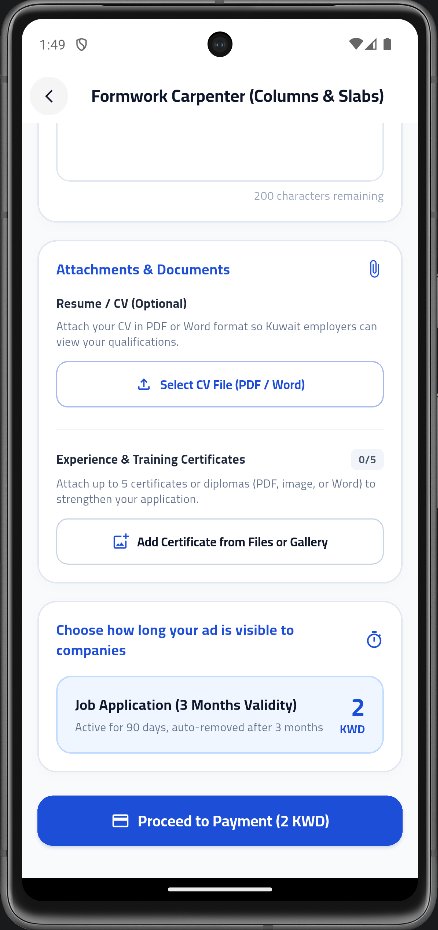 1:49
Formwork Carpenter (Columns & Slabs)
200 characters remaining
Attachments & Documents
Resume / CV (Optional)
Attach your CV in PDF or Word format so Kuwait employers can
view your qualifications.
Select CV File (PDF / Word)
Experience & Training Certificates
0/5
Attach up to 5 certificates or diplomas (PDF, image, or Word) to
strengthen your application.
Add Certificate from Files or Gallery
Choose how long your ad is visible to
companies
Job Application (3 Months Validity)
2
Active for 90 days, auto-removed after 3 months
KWD
Proceed to Payment (2 KWD)